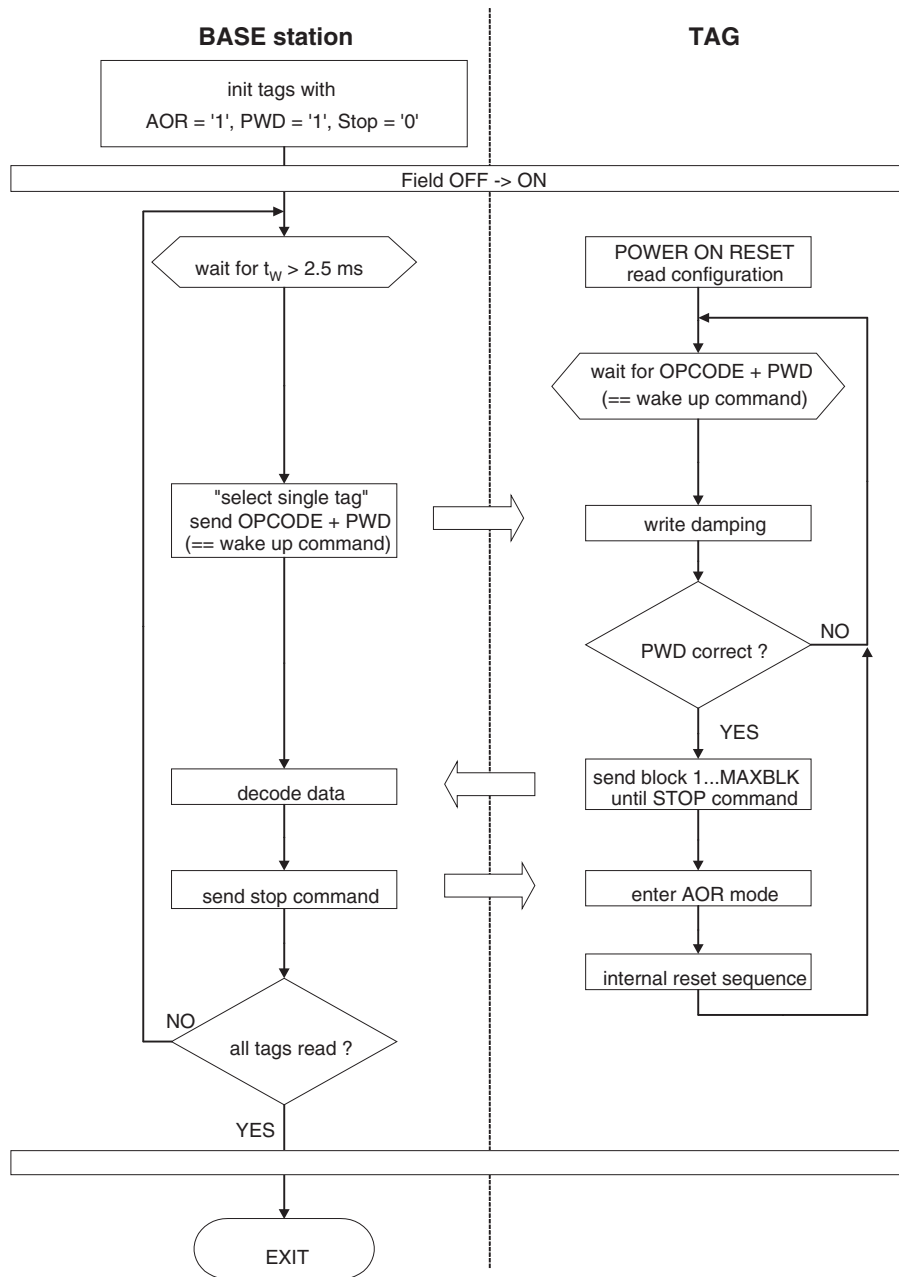 BASE station
TAG
init tags with
AOR = '1', PWD = '1', Stop = '0'
Field OFF -> ON
wait for tW > 2.5 ms
POWER ON RESET
read configuration
wait for OPCODE + PWD
(== wake up command)
"select single tag"
send OPCODE + PWD
(== wake up command)
write damping
PWD correct ?
NO
YES
send block 1...MAXBLK
until STOP command
decode data
send stop command
enter AOR mode
internal reset sequence
NO
all tags read ?
YES
EXIT